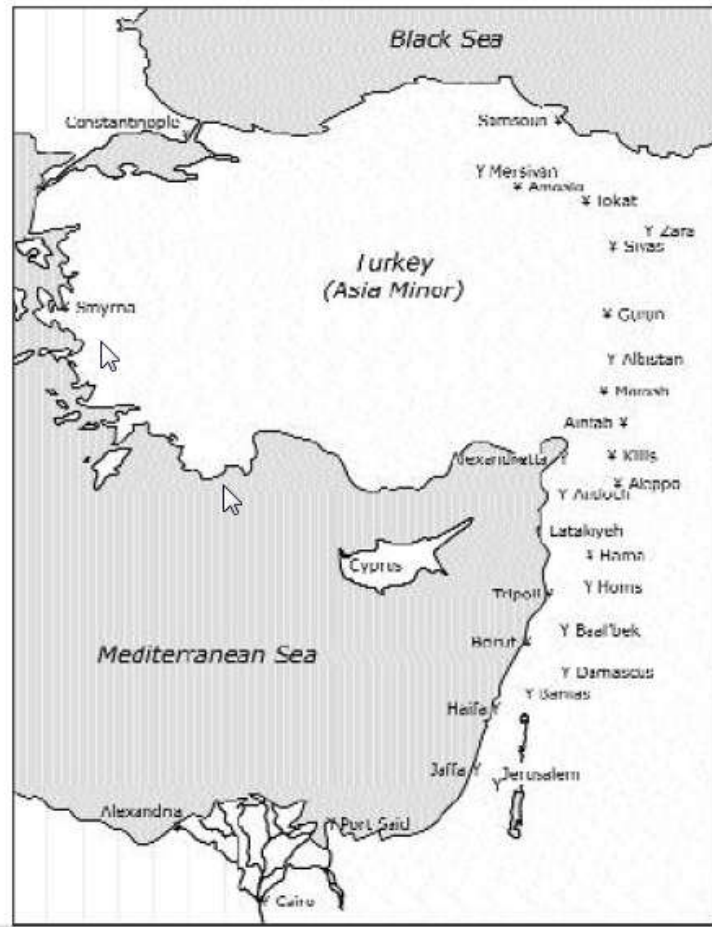 Black Sea
Constantinople
Samsoun
Mersivan
Amasia
Tokat
Zara
Sivas
Turkey
(Asia Minor)
Smyrna
Gurun
Albistan
Marash
Aintab
Alexandretta
Killis
Aleppo
Antioch
Latakiyeh
Hama
Cyprus
Homs
Tripoli
Baal'bek
Beirut
Mediterranean Sea
Damascus
Banias
Haifa
Jaffa
Jerusalem
Alexandria
Port Said
Cairo